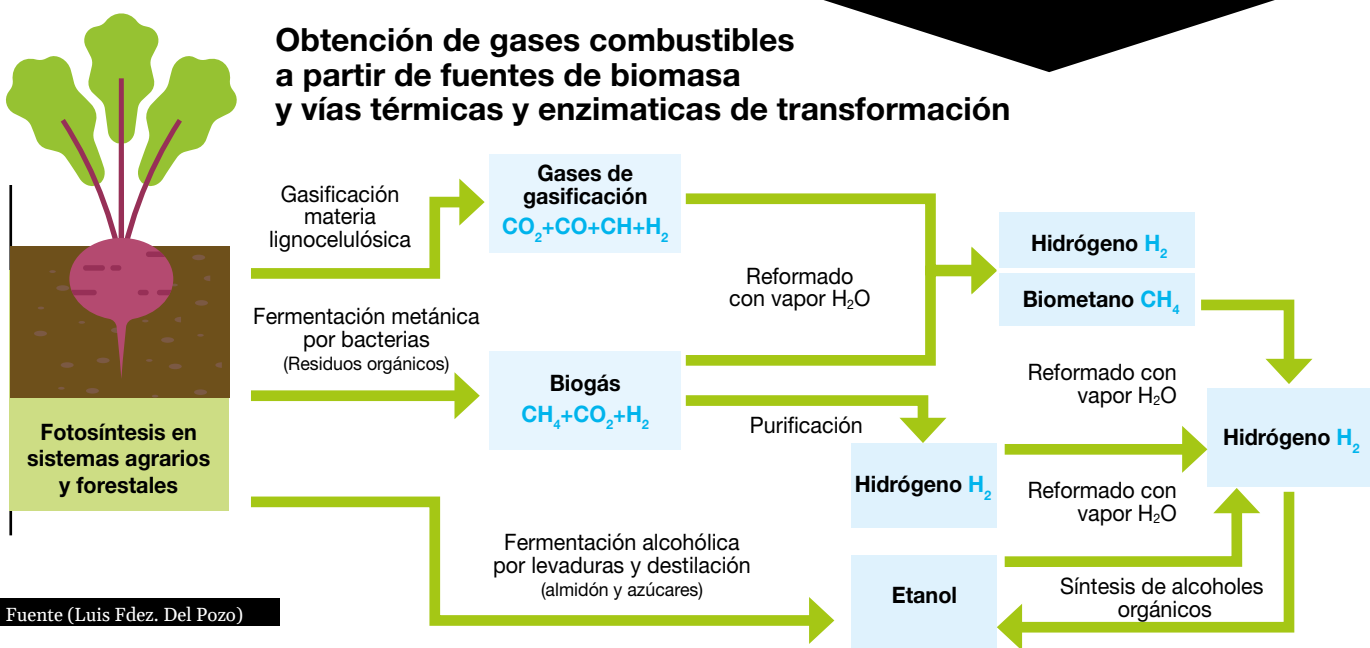 Obtención de gases combustibles
a partir de fuentes de biomasa
y vías térmicas y enzimaticas de transformación
Gasificación
materia
lignocelulósica
Gases de
gasificación
CO₂+CO+CH+H₂
Reformado
con vapor H₂O
Hidrógeno H₂
Biometano CH₄
Fermentación metánica
por bacterias
(Residuos orgánicos)
Biogás
CH₄+CO₂+H₂
Purificación
Hidrógeno H₂
Reformado con
vapor H₂O
Reformado con
vapor H₂O
Hidrógeno H₂
Fotosíntesis en
sistemas agrarios
y forestales
Fermentación alcohólica
por levaduras y destilación
(almidón y azúcares)
Etanol
Síntesis de alcoholes
orgánicos
Fuente (Luis Fdez. Del Pozo)